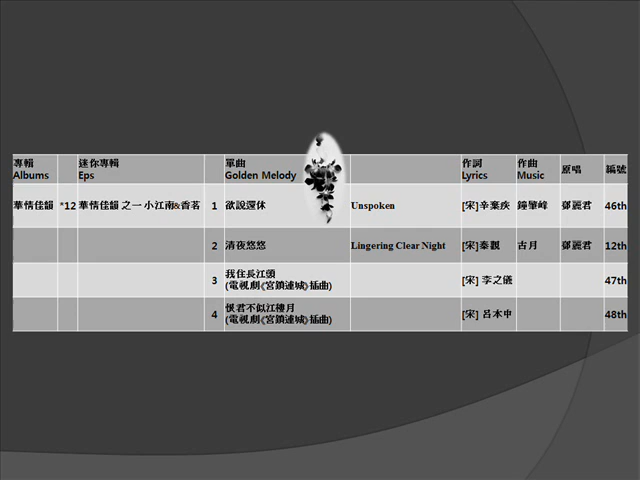 專輯 迷你專輯 單曲 作詞 作曲 原唱 編號
Albums Eps Golden Melody Lyrics Music
華情佳韻 *12 華情佳韻 之一 小江南&香茗 1 欲說還休 Unspoken [宋]辛棄疾 鐘肇峰 鄧麗君 46th
2 清夜悠悠 Lingering Clear Night [宋]秦觀 古月 鄧麗君 12th
3 我住長江頭
(電視劇《宮鎖連城》插曲) [宋] 李之儀 47th
4 恨君不似江樓月
(電視劇《宮鎖連城》插曲) [宋] 呂本中 48th